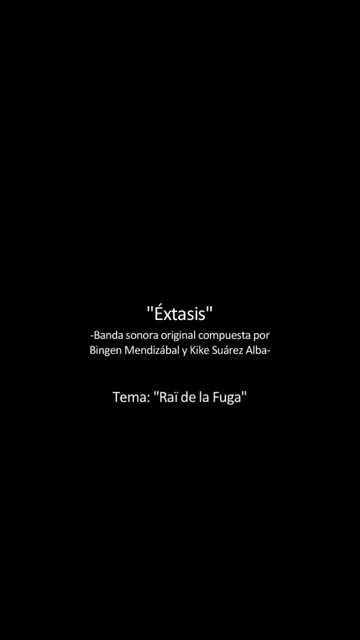 "Éxtasis"
-Banda sonora original compuesta por
Bingen Mendizábal y Kike Suárez Alba-
Tema: "Raï de la Fuga"